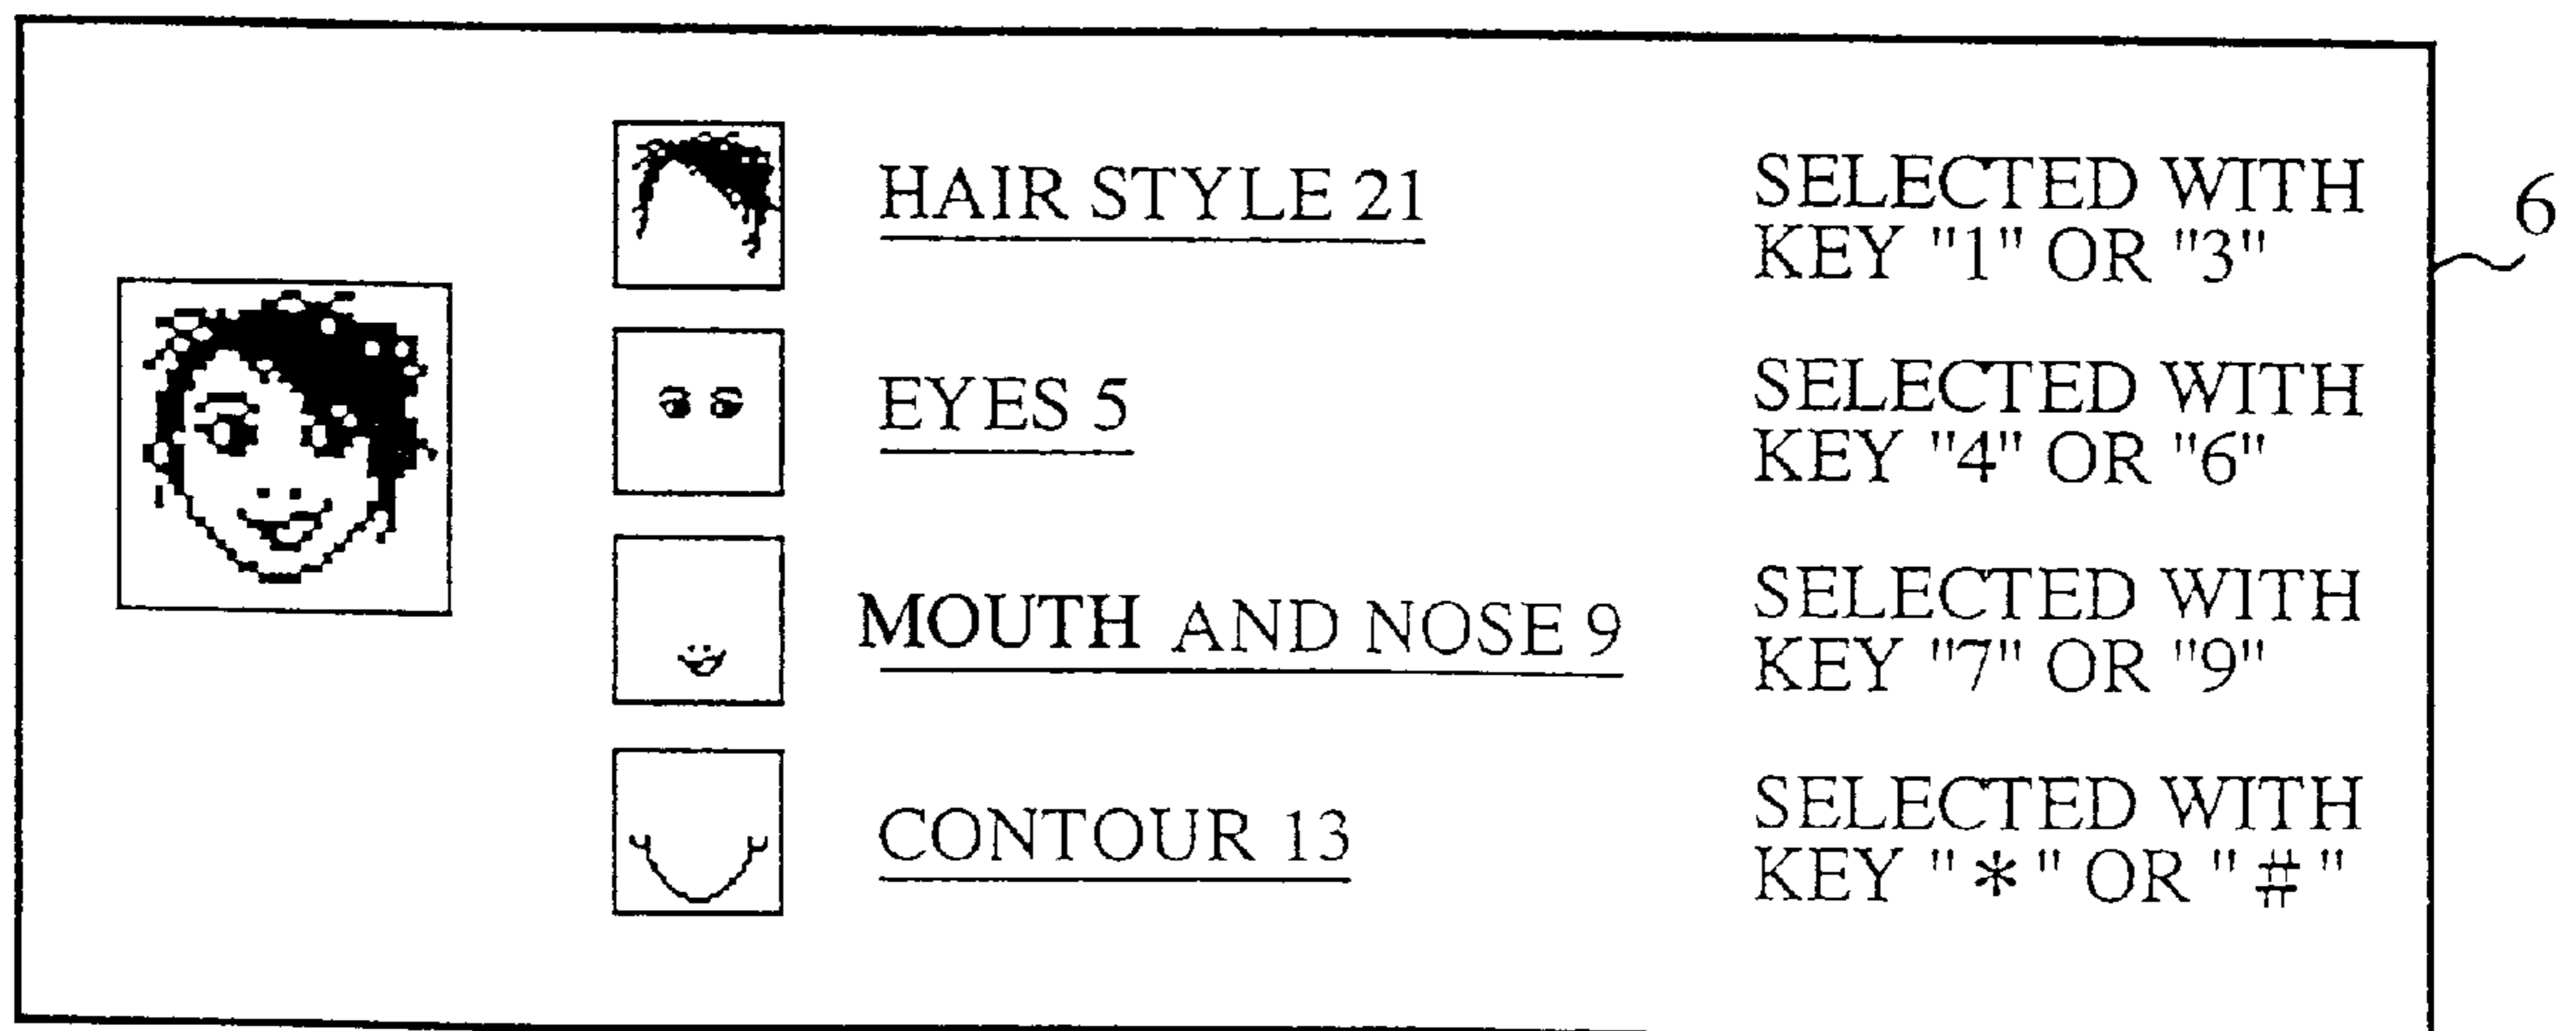 HAIR STYLE 21
SELECTED WITH
KEY "1" OR "3"
6
EYES 5
SELECTED WITH
KEY "4" OR "6"
MOUTH AND NOSE 9
SELECTED WITH
KEY "7" OR "9"
CONTOUR 13
SELECTED WITH
KEY "*" OR "#"